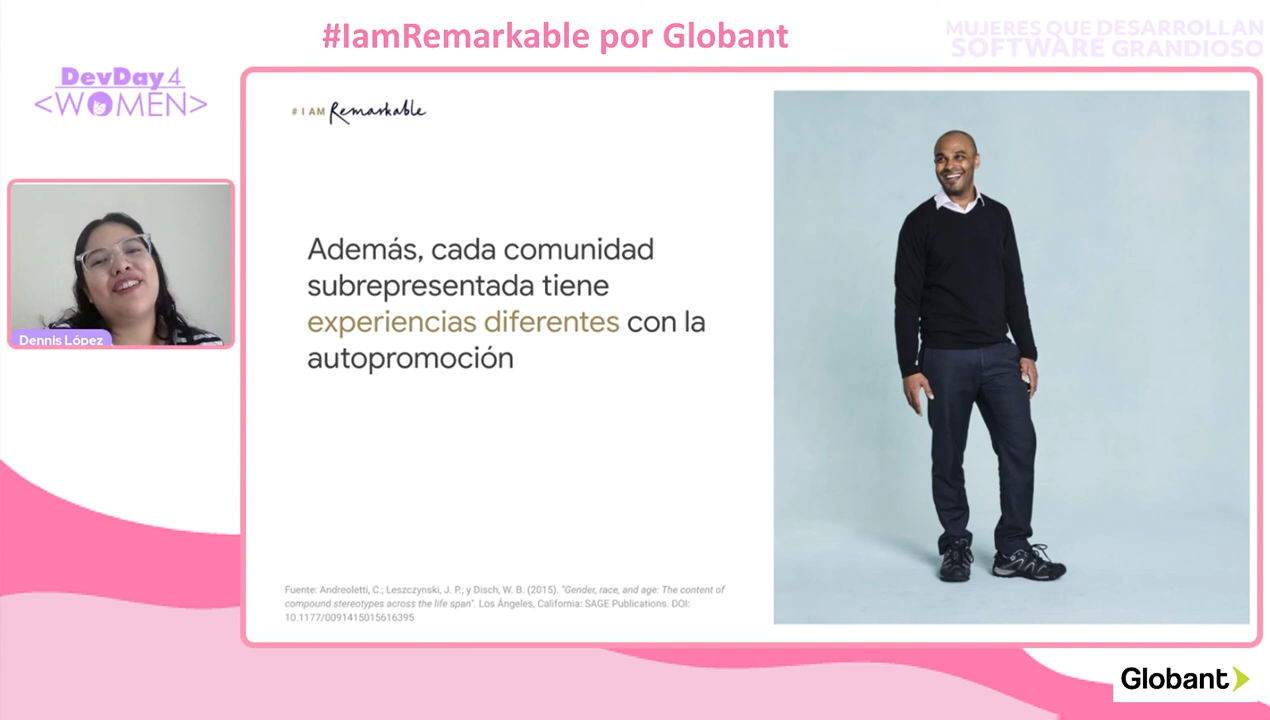 #IamRemarkable por Globant
MUJERES QUE DESARROLLAN
SOFTWARE GRANDIOSO
DevDay 4
<WOMEN>
Dennis López
# I AM Remarkable
Además, cada comunidad
subrepresentada tiene
experiencias diferentes con la
autopromoción
Fuente: Andreoletti, C.; Leszczynski, J. P.; y Disch, W. B. (2015). "Gender, race, and age: The content of
compound stereotypes across the life span". Los Ángeles, California: SAGE Publications. DOI:
10.1177/0091415015616395
Globant